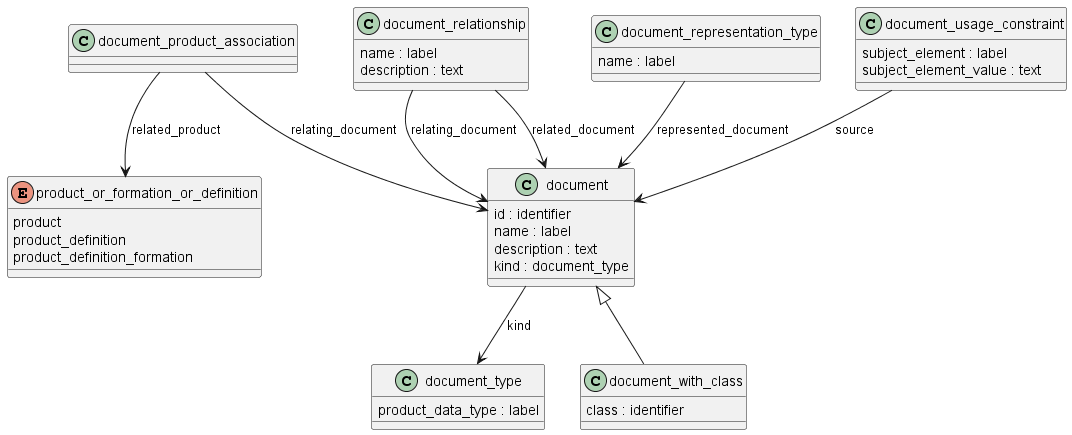 C document_product_association
C document_relationship
name : label
description : text
C document_representation_type
name : label
C document_usage_constraint
subject_element : label
subject_element_value : text
related_product
relating_document
relating_document
related_document
represented_document
source
E product_or_formation_or_definition
product
product_definition
product_definition_formation
C document
id : identifier
name : label
description : text
kind : document_type
kind
C document_type
product_data_type : label
C document_with_class
class : identifier